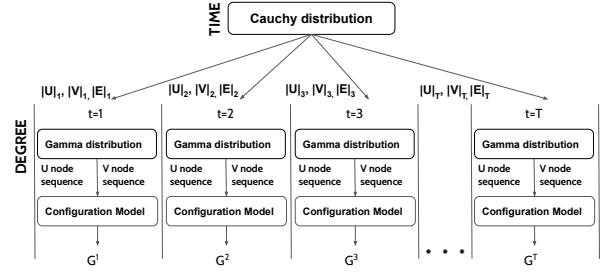 TIME
Cauchy distribution
|U|₁, |V|₁, |E|₁
|U|₂, |V|₂, |E|₂
|U|₃, |V|₃, |E|₃
|U|T, |V|T, |E|T
DEGREE
t=1
t=2
t=3
t=T
Gamma distribution
Gamma distribution
Gamma distribution
Gamma distribution
U node V node
sequence sequence
U node V node
sequence sequence
U node V node
sequence sequence
U node V node
sequence sequence
Configuration Model
Configuration Model
Configuration Model
Configuration Model
G¹
G²
G³
• • •
Gᵀ